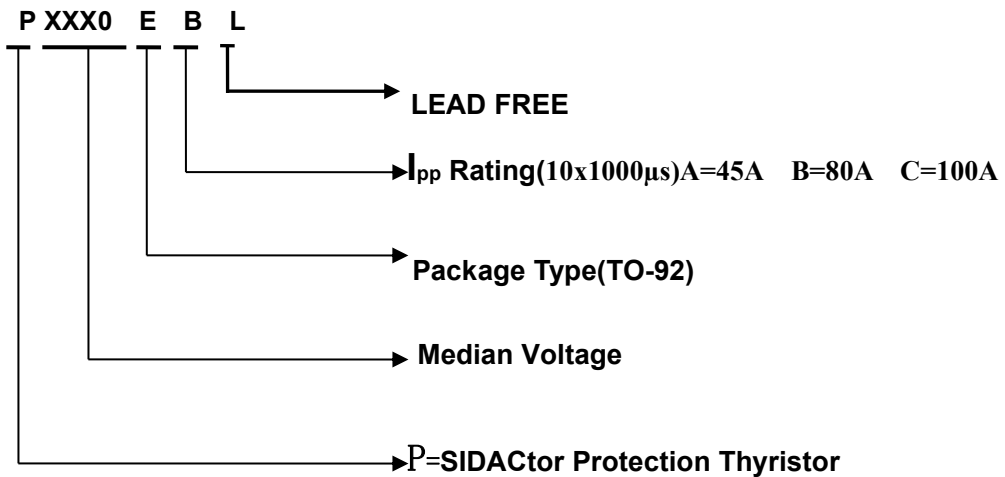 P XXX0 E B L
LEAD FREE
Ipp Rating(10x1000µs)A=45A B=80A C=100A
Package Type(TO-92)
Median Voltage
P=SIDACtor Protection Thyristor